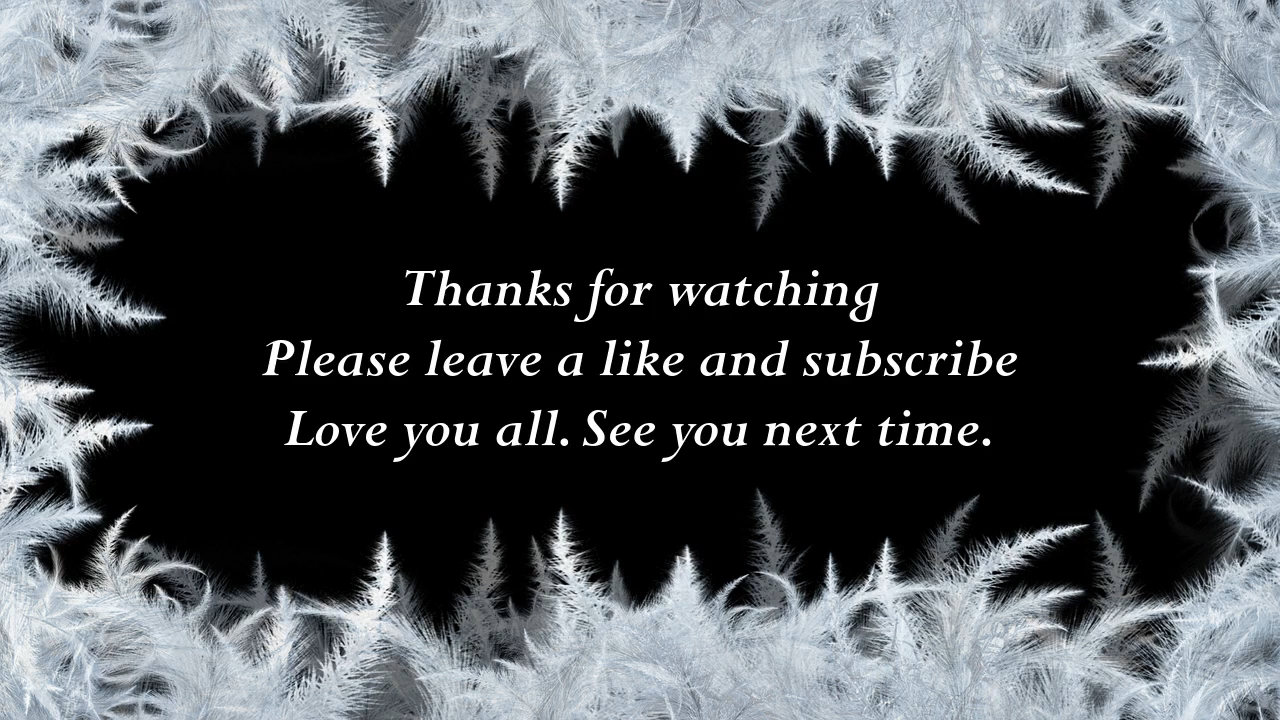 Thanks for watching
Please leave a like and subscribe
Love you all. See you next time.